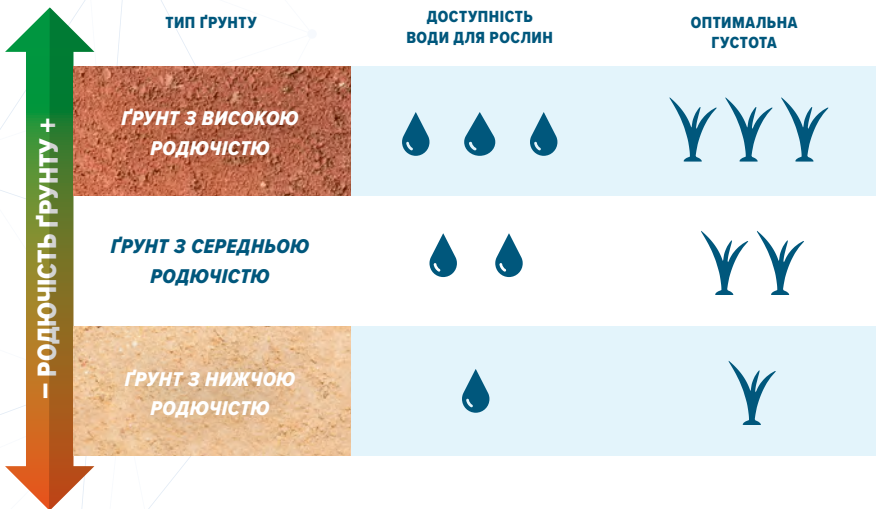 ТИП ҐРУНТУ
ДОСТУПНІСТЬ
ВОДИ ДЛЯ РОСЛИН
ОПТИМАЛЬНА
ГУСТОТА
– РОДЮЧІСТЬ ҐРУНТУ +
ҐРУНТ З ВИСОКОЮ
РОДЮЧІСТЮ
ҐРУНТ З СЕРЕДНЬОЮ
РОДЮЧІСТЮ
ҐРУНТ З НИЖЧОЮ
РОДЮЧІСТЮ